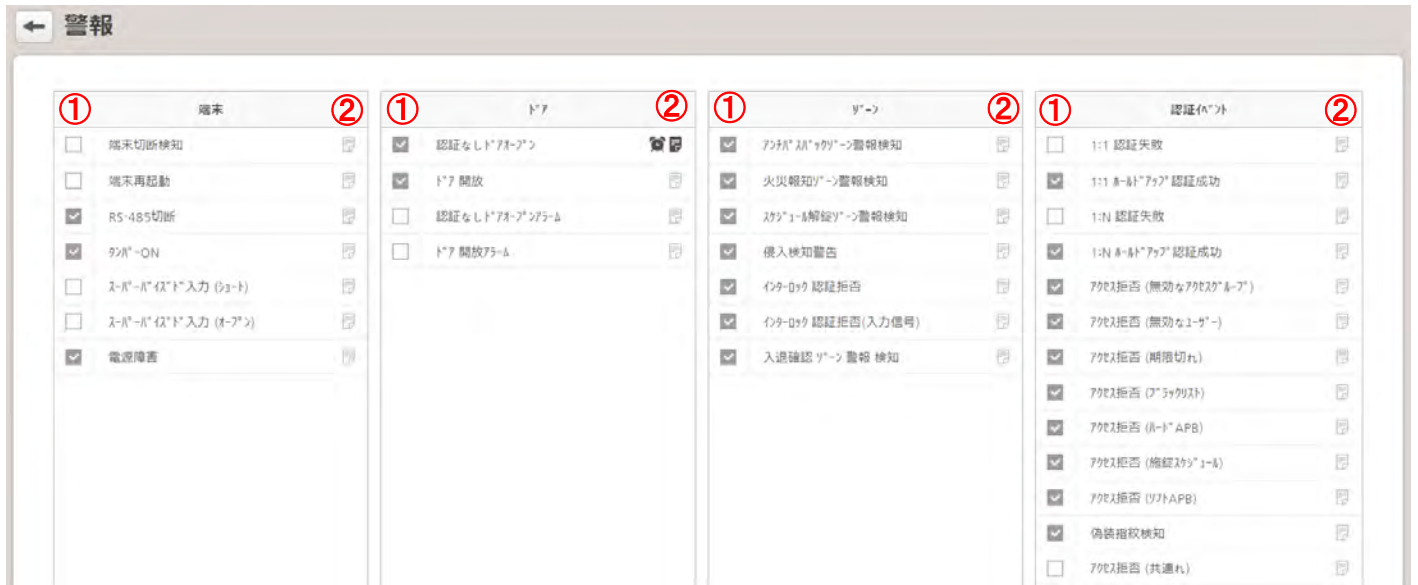 警報
① 端末 ②
端末切断検知
端末再起動
RS-485切断
ﾀﾝﾊﾟｰON
ｽｰﾊﾟｰﾊﾞｲｽﾞﾄﾞ入力 (ｼｮｰﾄ)
ｽｰﾊﾟｰﾊﾞｲｽﾞﾄﾞ入力 (ｵｰﾌﾟﾝ)
電源障害
① ﾄﾞｱ ②
認証なしﾄﾞｱｵｰﾌﾟﾝ
ﾄﾞｱ 開放
認証なしﾄﾞｱｵｰﾌﾟﾝｱﾗｰﾑ
ﾄﾞｱ 開放ｱﾗｰﾑ
① ｿﾞｰﾝ ②
ｱﾝﾁﾊﾟｽﾊﾞｯｸｿﾞｰﾝ警報検知
火災報知ｿﾞｰﾝ警報検知
ｽｹｼﾞｭｰﾙ解錠ｿﾞｰﾝ警報検知
侵入検知警告
ｲﾝﾀｰﾛｯｸ 認証拒否
ｲﾝﾀｰﾛｯｸ 認証拒否(入力信号)
入退確認 ｿﾞｰﾝ 警報 検知
① 認証ｲﾍﾞﾝﾄ ②
1:1 認証失敗
1:1 ﾎｰﾙﾄﾞｱｯﾌﾟ認証成功
1:N 認証失敗
1:N ﾎｰﾙﾄﾞｱｯﾌﾟ認証成功
ｱｸｾｽ拒否 (無効なｱｸｾｽｸﾞﾙｰﾌﾟ)
ｱｸｾｽ拒否 (無効なﾕｰｻﾞｰ)
ｱｸｾｽ拒否 (期限切れ)
ｱｸｾｽ拒否 (ﾌﾞﾗｯｸﾘｽﾄ)
ｱｸｾｽ拒否 (ﾊｰﾄﾞAPB)
ｱｸｾｽ拒否 (施錠ｽｹｼﾞｭｰﾙ)
ｱｸｾｽ拒否 (ｿﾌﾄAPB)
偽装指紋検知
ｱｸｾｽ拒否 (共連れ)